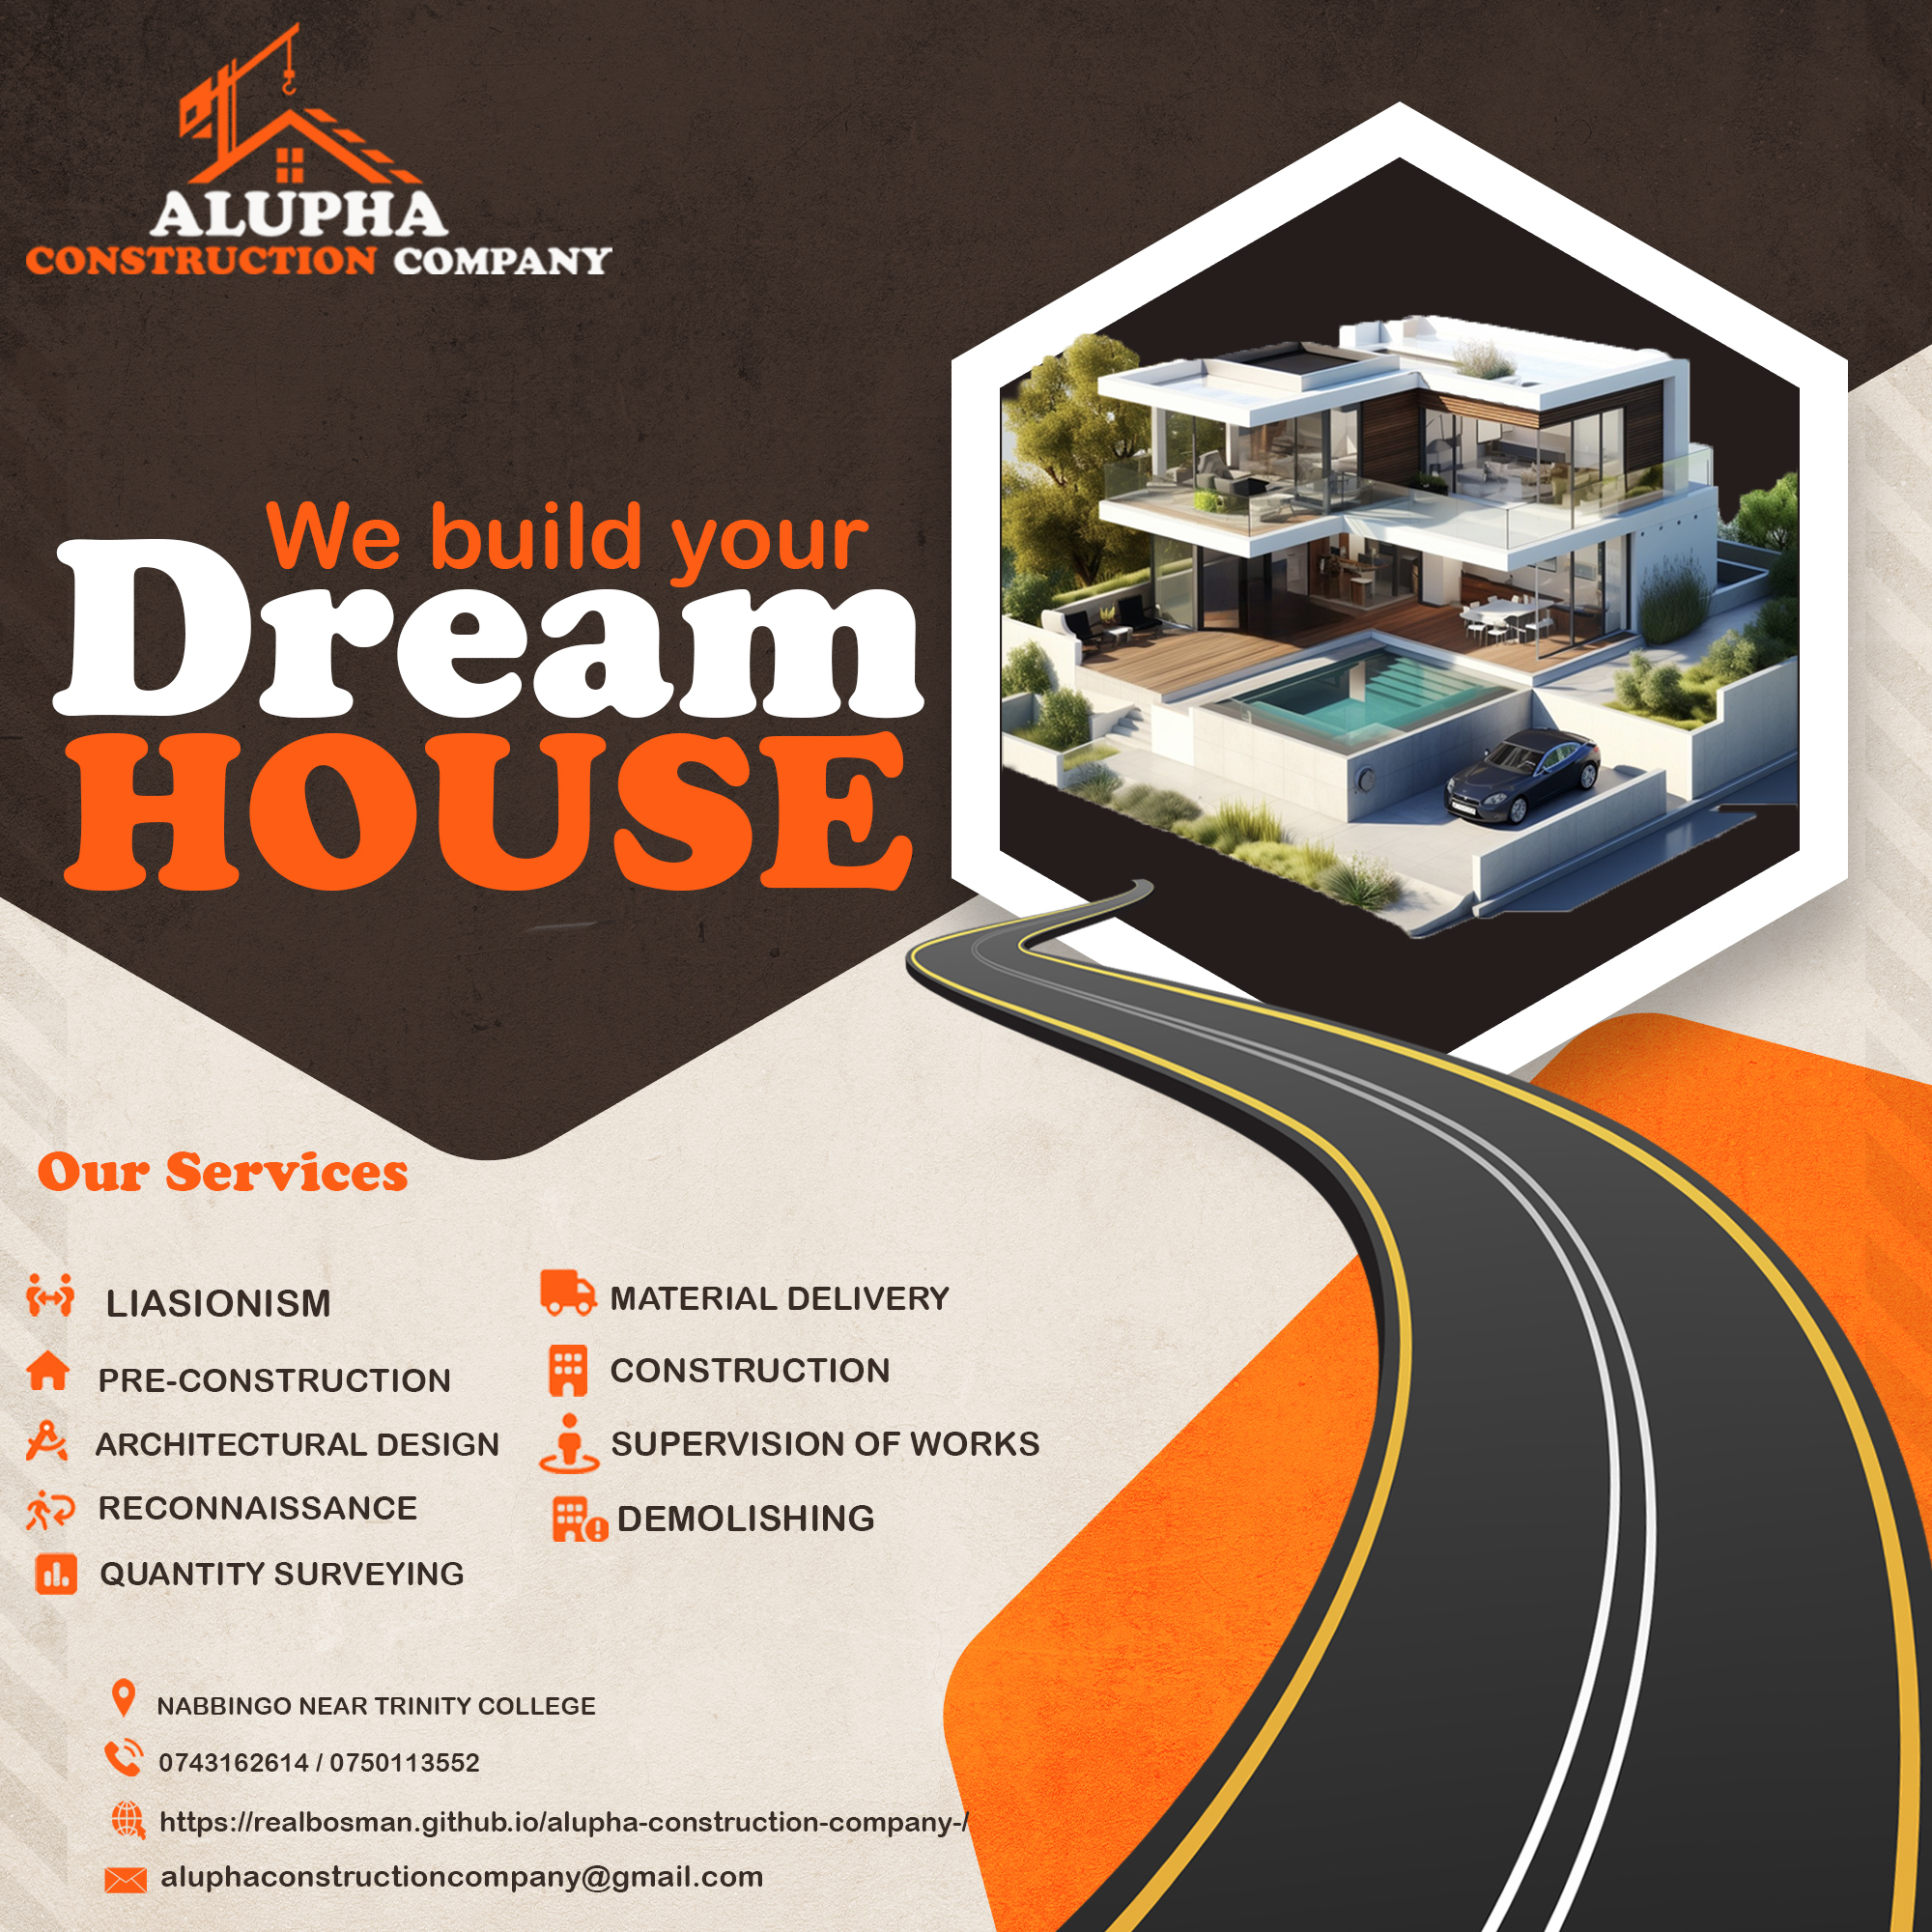 ALUPHA
CONSTRUCTION COMPANY
We build your
Dream
HOUSE
Our Services
LIASIONISM
PRE-CONSTRUCTION
ARCHITECTURAL DESIGN
RECONNAISSANCE
QUANTITY SURVEYING
MATERIAL DELIVERY
CONSTRUCTION
SUPERVISION OF WORKS
DEMOLISHING
NABBINGO NEAR TRINITY COLLEGE
0743162614 / 0750113552
https://realbosman.github.io/alupha-construction-company-/
aluphaconstructioncompany@gmail.com